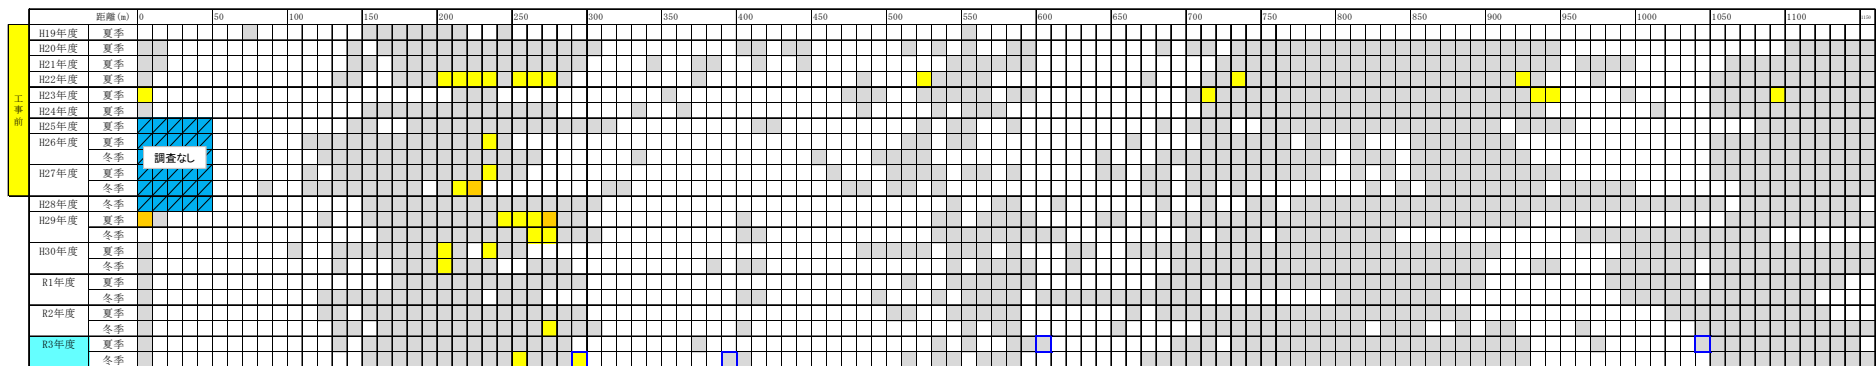 距離(m) 0 50 100 150 200 250 300 350 400 450 500 550 600 650 700 750 800 850 900 950 1000 1050 1100
工事前
H19年度 夏季
H20年度 夏季
H21年度 夏季
H22年度 夏季
H23年度 夏季
H24年度 夏季
H25年度 夏季
H26年度 夏季
冬季
調査なし
H27年度 夏季
冬季
H28年度 冬季
H29年度 夏季
冬季
H30年度 夏季
冬季
R1年度 夏季
冬季
R2年度 夏季
冬季
R3年度 夏季
冬季